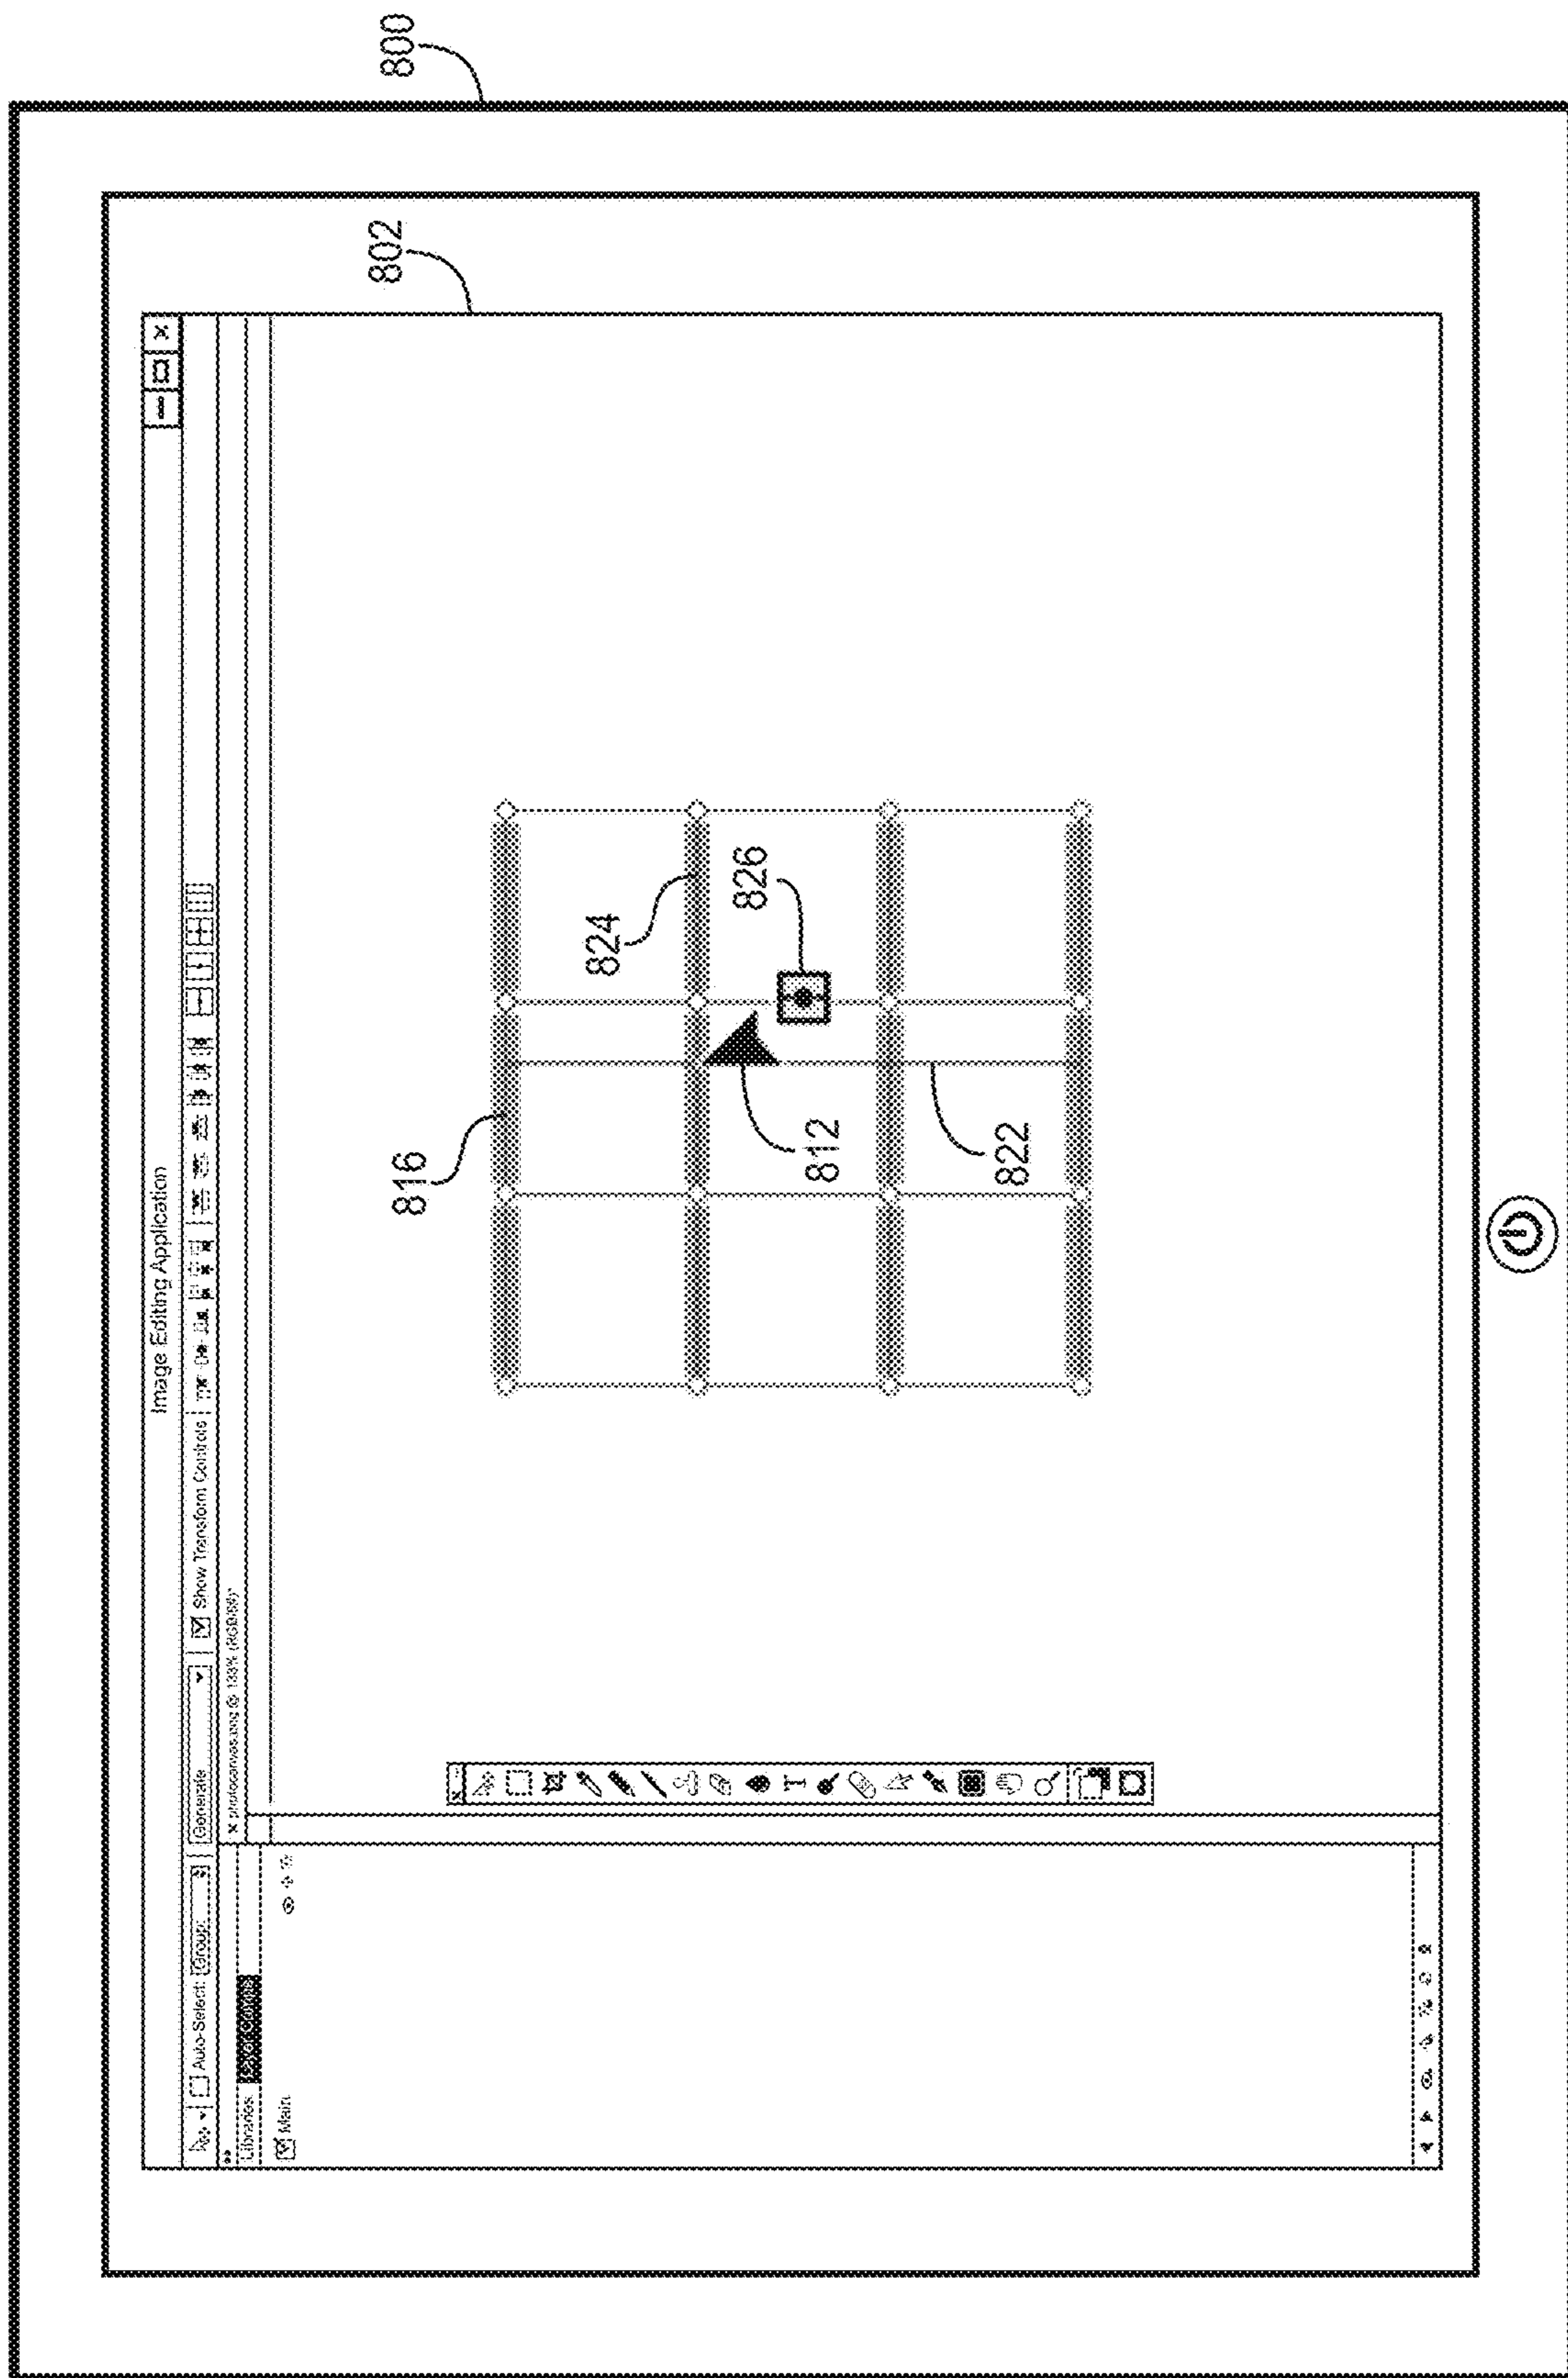 800
802
Image Editing Application
Auto-Select: Group
Generate
Show Transform Controls
Libraries
Main
816
824
826
812
822
T